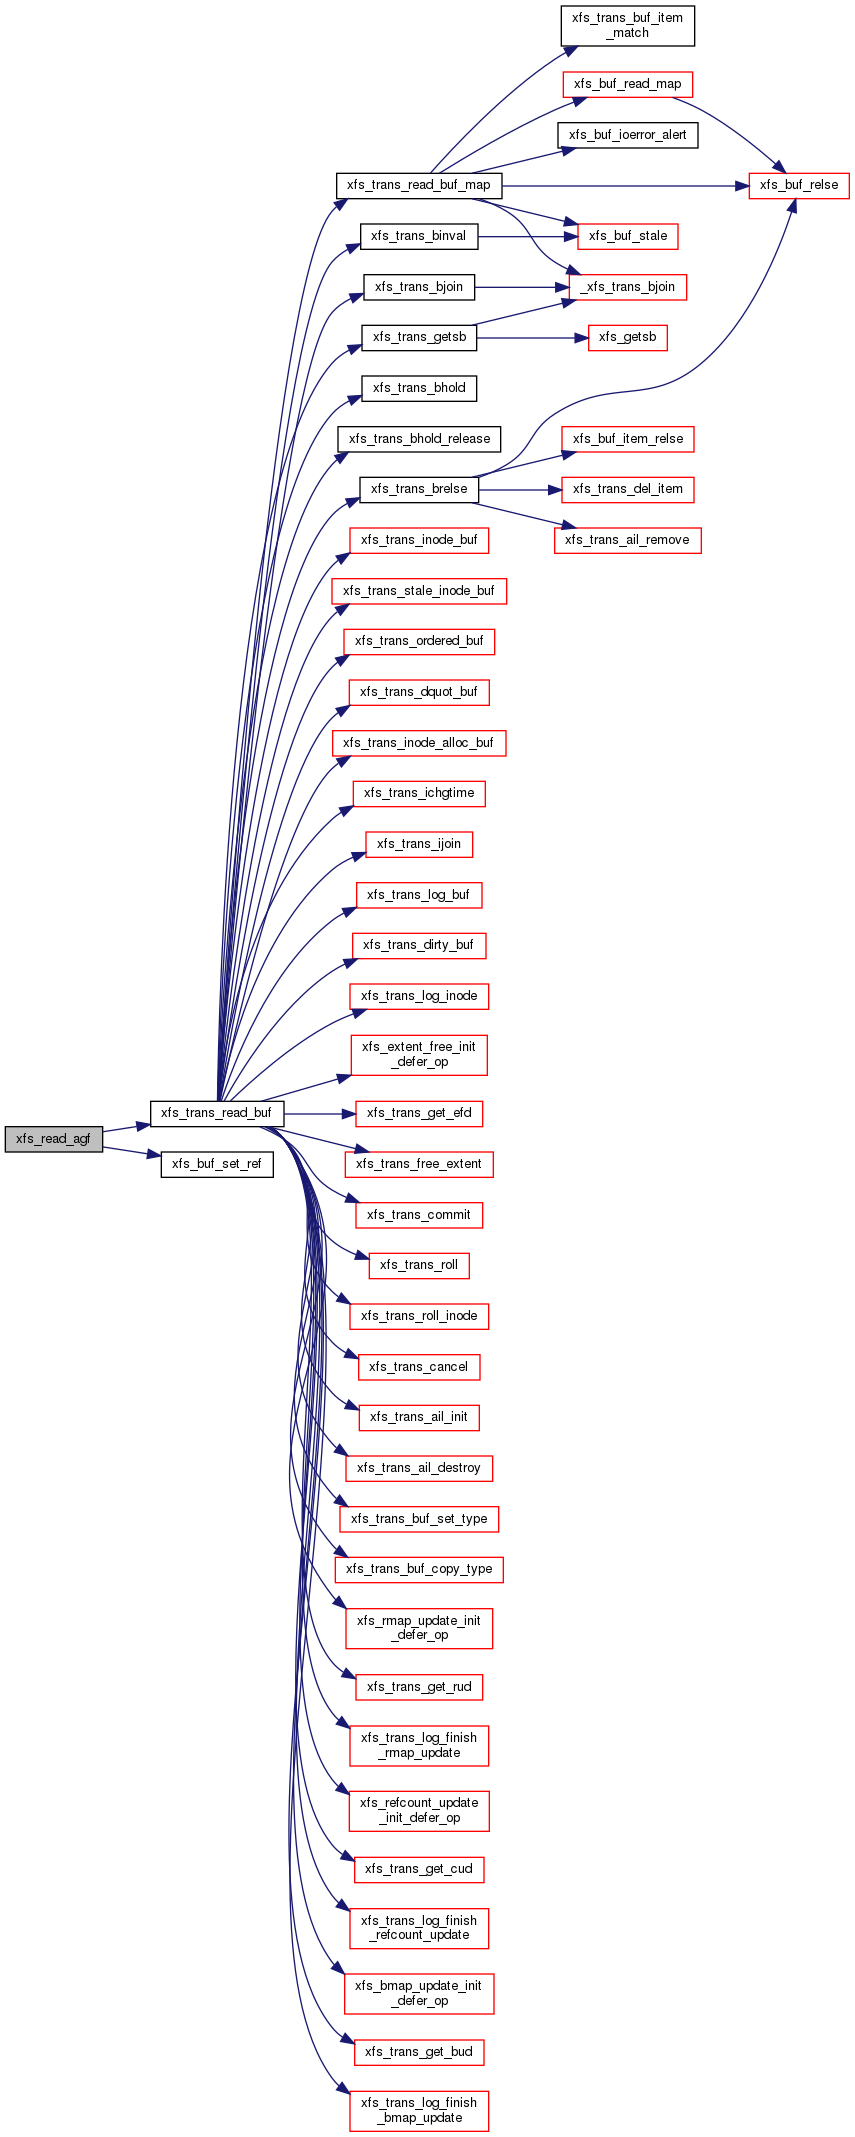 xfs_trans_buf_item
_match
xfs_buf_read_map
xfs_buf_ioerror_alert
xfs_trans_read_buf_map
xfs_buf_relse
xfs_trans_binval
xfs_buf_stale
xfs_trans_bjoin
_xfs_trans_bjoin
xfs_trans_getsb
xfs_getsb
xfs_trans_bhold
xfs_trans_bhold_release
xfs_buf_item_relse
xfs_trans_brelse
xfs_trans_del_item
xfs_trans_inode_buf
xfs_trans_ail_remove
xfs_trans_stale_inode_buf
xfs_trans_ordered_buf
xfs_trans_dquot_buf
xfs_trans_inode_alloc_buf
xfs_trans_ichgtime
xfs_trans_ijoin
xfs_trans_log_buf
xfs_trans_dirty_buf
xfs_trans_log_inode
xfs_extent_free_init
_defer_op
xfs_trans_read_buf
xfs_trans_get_efd
xfs_read_agf
xfs_buf_set_ref
xfs_trans_free_extent
xfs_trans_commit
xfs_trans_roll
xfs_trans_roll_inode
xfs_trans_cancel
xfs_trans_ail_init
xfs_trans_ail_destroy
xfs_trans_buf_set_type
xfs_trans_buf_copy_type
xfs_rmap_update_init
_defer_op
xfs_trans_get_rud
xfs_trans_log_finish
_rmap_update
xfs_refcount_update
_init_defer_op
xfs_trans_get_cud
xfs_trans_log_finish
_refcount_update
xfs_bmap_update_init
_defer_op
xfs_trans_get_bud
xfs_trans_log_finish
_bmap_update